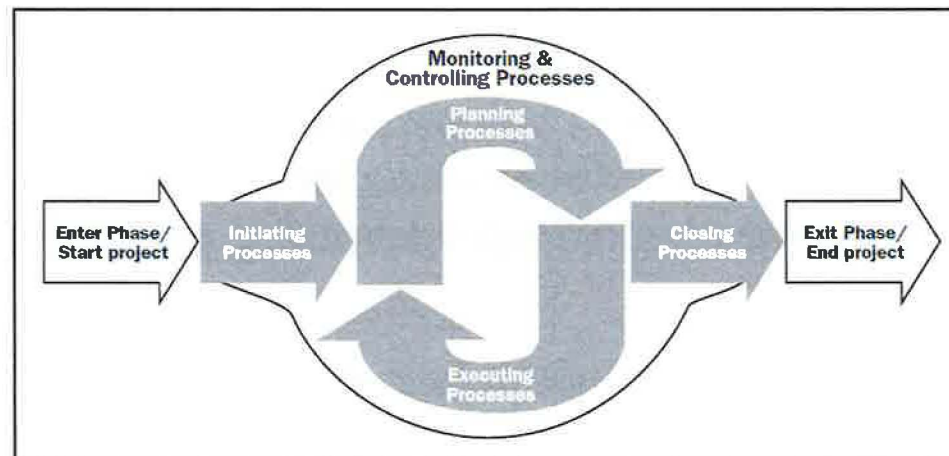 Monitoring &
Controlling Processes
Planning
Processes
Enter Phase/
Start project
Initiating
Processes
Closing
Processes
Exit Phase/
End project
Executing
Processes